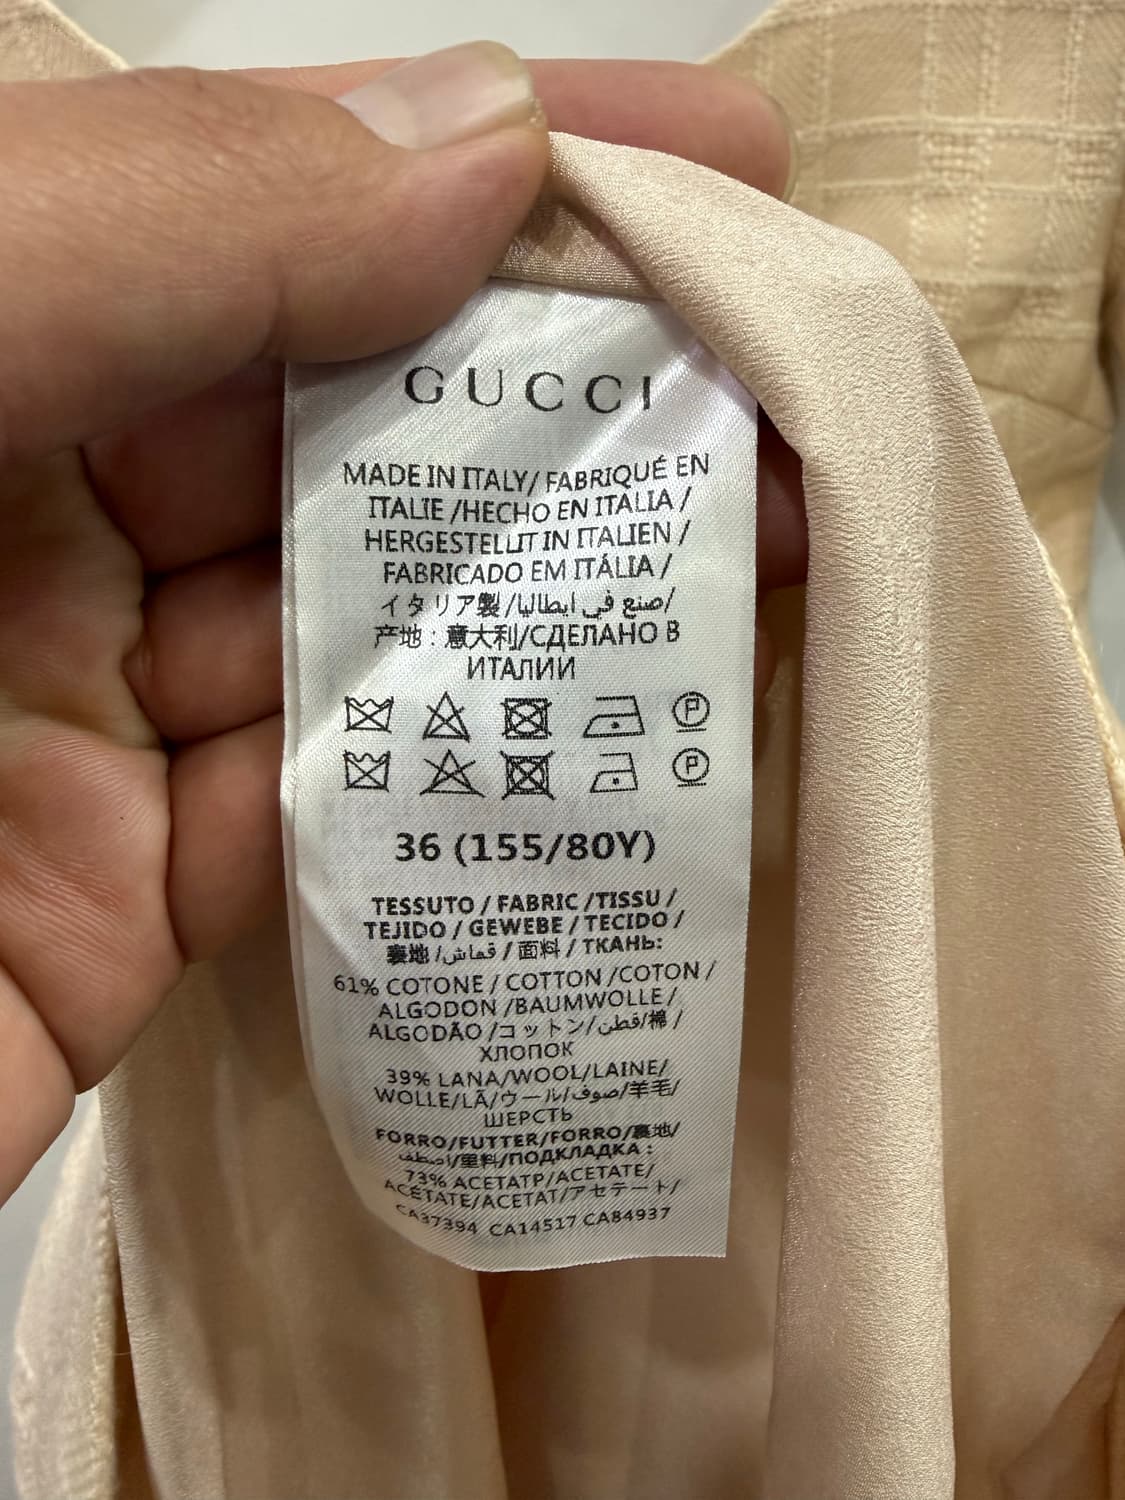 GUCCI
MADE IN ITALY/ FABRIQUÉ EN
ITALIE /HECHO EN ITALIA /
HERGESTELLT IN ITALIEN /
FABRICADO EM ITÁLIA /
イタリア製 /صنع في ايطاليا/
产地：意大利/СДЕЛАНО В
ИТАЛИИ
P
P
36 (155/80Y)
TESSUTO / FABRIC /TISSU /
TEJIDO / GEWEBE / TECIDO /
表地 /قماش / 面料 / ТКАНЬ:
61% COTONE / COTTON /COTON /
ALGODON /BAUMWOLLE /
ALGODÃO /コットン/قطن/棉 /
ХЛОПОК
39% LANA/WOOL/LAINE/
WOLLE/LÃ/ウール/صوف/羊毛/
ШЕРСТЬ
FORRO/FUTTER/FORRO/裏地/
/里料/ПОДКЛАДКА :
73% ACETATP/ACETATE/
ACÉTATE/ACETAT/アセテート/
CA37394 CA14517 CA84937